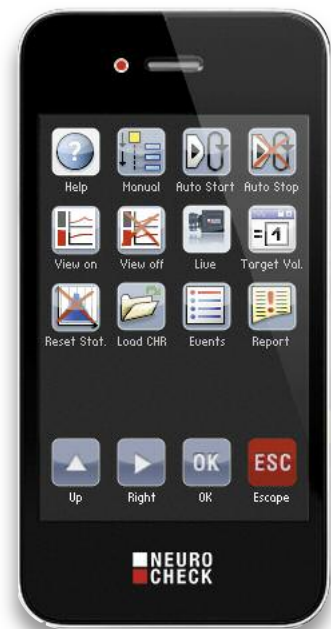 Help Manual Auto Start Auto Stop
=1
View on View off Live Target Val.
Reset Stat. Load CHR Events Report
OK ESC
Up Right OK Escape
NEURO
CHECK